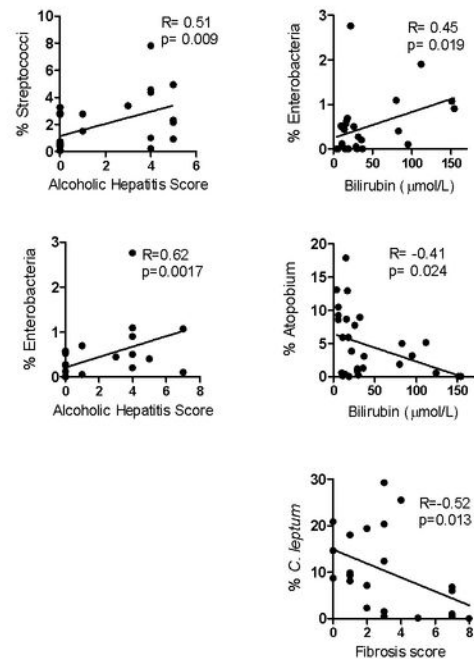 R= 0.51
p= 0.009
% Streptococci
10
8
6
4
2
0
0 2 4 6
Alcoholic Hepatitis Score
R= 0.45
p= 0.019
% Enterobacteria
3
2
1
0
0 50 100 150
Bilirubin ( μmol/L)
R=0.62
p=0.0017
% Enterobacteria
3
2
1
0
0 2 4 6 8
Alcoholic Hepatitis Score
R= -0.41
p= 0.024
% Atopobium
20
15
10
5
0
0 50 100 150
Bilirubin ( μmol/L)
R=-0.52
p=0.013
% C. leptum
30
20
10
0
0 2 4 6 8
Fibrosis score